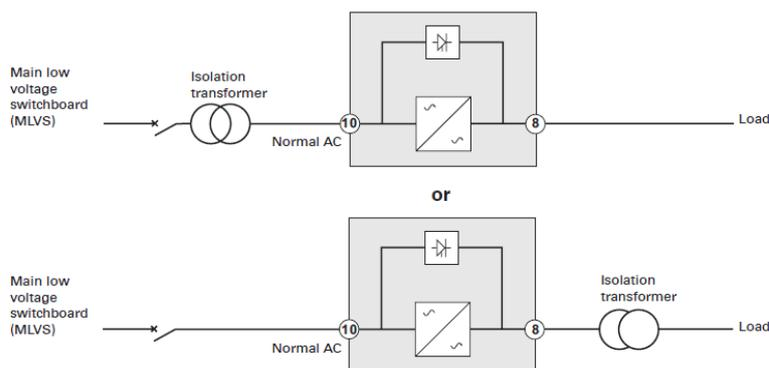 Main low
voltage
switchboard
(MLVS)
Isolation
transformer
10
Normal AC
8
Load
or
Main low
voltage
switchboard
(MLVS)
10
Normal AC
8
Isolation
transformer
Load